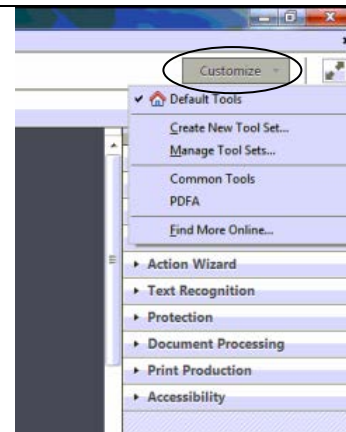 Customize
Default Tools
Create New Tool Set...
Manage Tool Sets...
Common Tools
PDFA
Find More Online...
Action Wizard
Text Recognition
Protection
Document Processing
Print Production
Accessibility